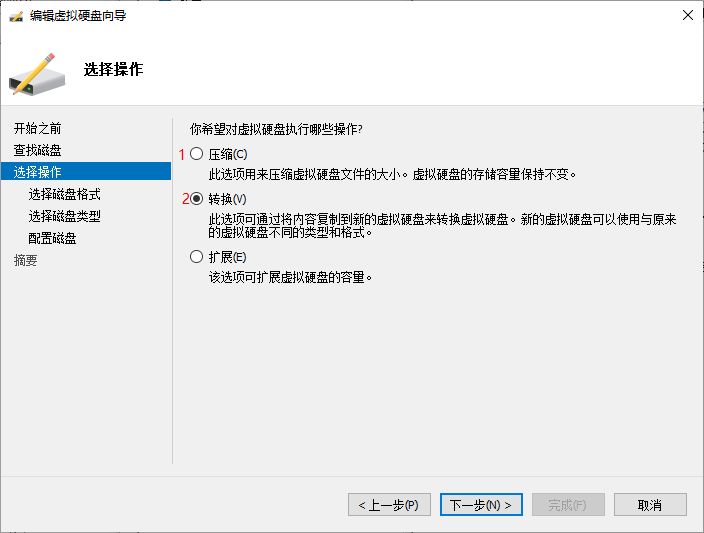 编辑虚拟硬盘向导
选择操作
开始之前
查找磁盘
选择操作
选择磁盘格式
选择磁盘类型
配置磁盘
摘要
你希望对虚拟硬盘执行哪些操作?
1 压缩(C)
此选项用来压缩虚拟硬盘文件的大小。虚拟硬盘的存储容量保持不变。
2 转换(V)
此选项可通过将内容复制到新的虚拟硬盘来转换虚拟硬盘。新的虚拟硬盘可以使用与原来
的虚拟硬盘不同的类型和格式。
扩展(E)
该选项可扩展虚拟硬盘的容量。
< 上一步(P)
下一步(N) >
完成(F)
取消